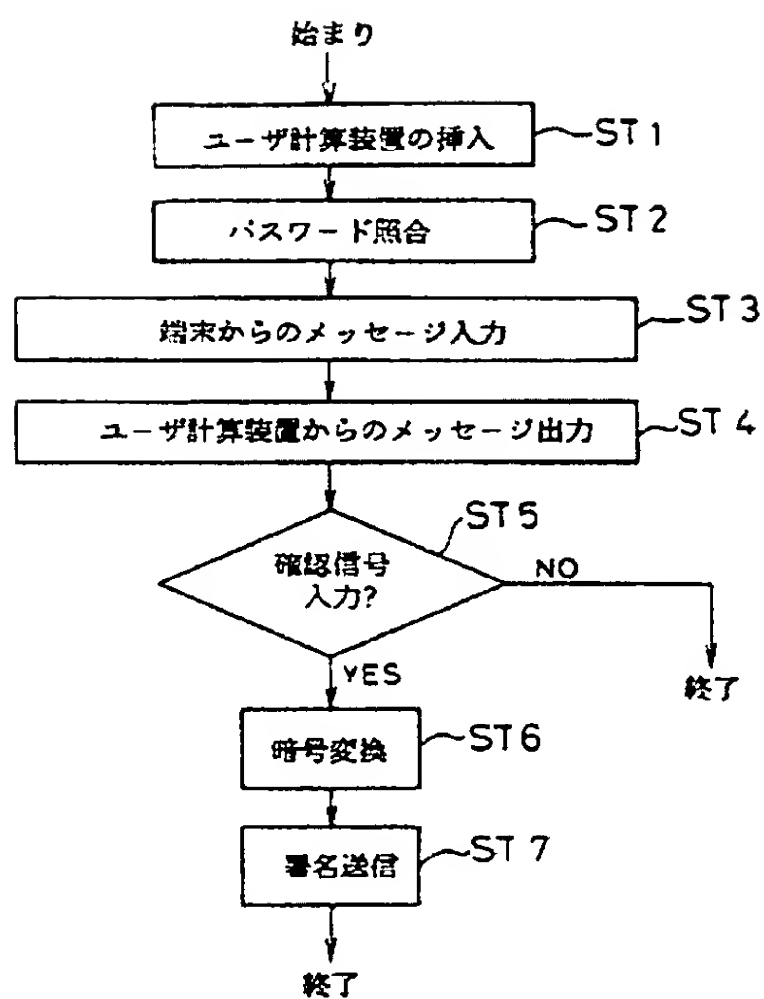 始まり
ユーザ計算装置の挿入
ST1
パスワード照合
ST2
端末からのメッセージ入力
ST3
ユーザ計算装置からのメッセージ出力
ST4
ST5
確認信号
入力?
NO
YES
終了
暗号変換
ST6
署名送信
ST7
終了